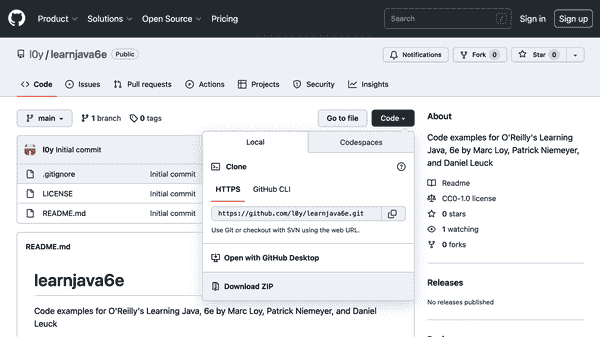 Product Solutions Open Source Pricing Search / Sign in Sign up
l0y / learnjava6e Public Notifications Fork 0 Star 0
Code Issues Pull requests Actions Projects Security Insights
main 1 branch 0 tags Go to file Code
l0y Initial commit
.gitignore Initial commit
LICENSE Initial commit
README.md Initial commit
Local Codespaces
Clone
HTTPS GitHub CLI
https://github.com/l0y/learnjava6e.git
Use Git or checkout with SVN using the web URL.
Open with GitHub Desktop
Download ZIP
README.md
learnjava6e
Code examples for O'Reilly's Learning Java, 6e by Marc Loy, Patrick Niemeyer, and Daniel
Leuck
About
Code examples for O'Reilly's Learning
Java, 6e by Marc Loy, Patrick Niemeyer,
and Daniel Leuck
Readme
CC0-1.0 license
0 stars
1 watching
0 forks
Releases
No releases published